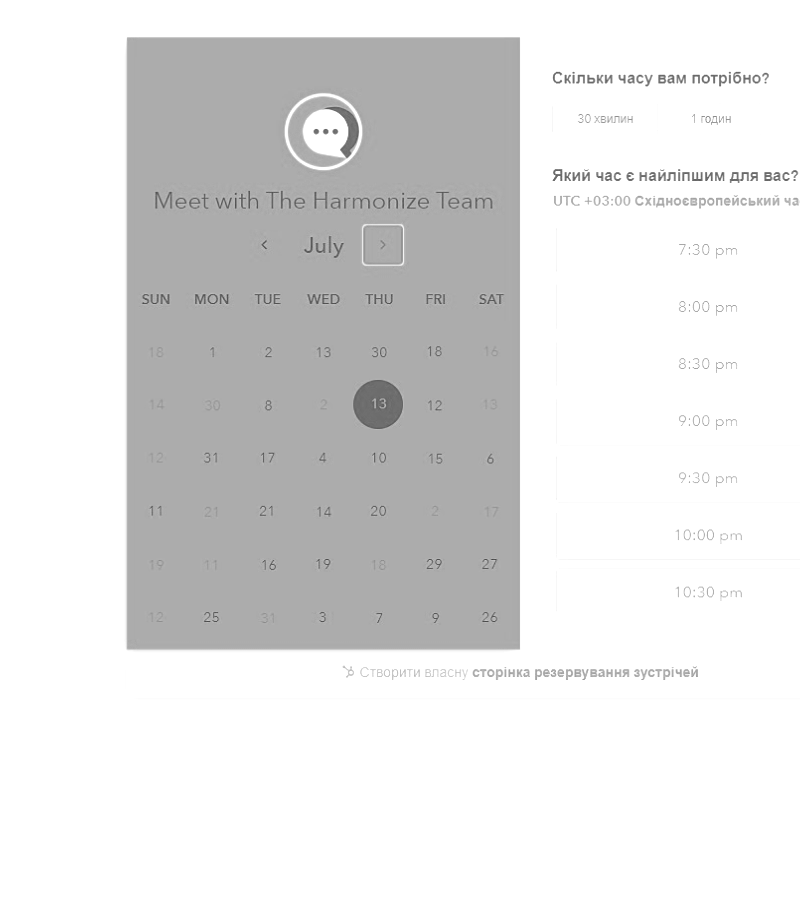 Meet with The Harmonize Team
July
SUN MON TUE WED THU FRI SAT
18 1 2 13 30 18 16
14 30 8 2 13 12 13
12 31 17 4 10 15 6
11 21 21 14 20 2 17
19 11 16 19 18 29 27
12 25 31 3 7 9 26
Скільки часу вам потрібно?
30 хвилин 1 годин
Який час є найліпшим для вас?
UTC +03:00 Східноєвропейський ча
7:30 pm
8:00 pm
8:30 pm
9:00 pm
9:30 pm
10:00 pm
10:30 pm
Створити власну сторінка резервування зустрічей